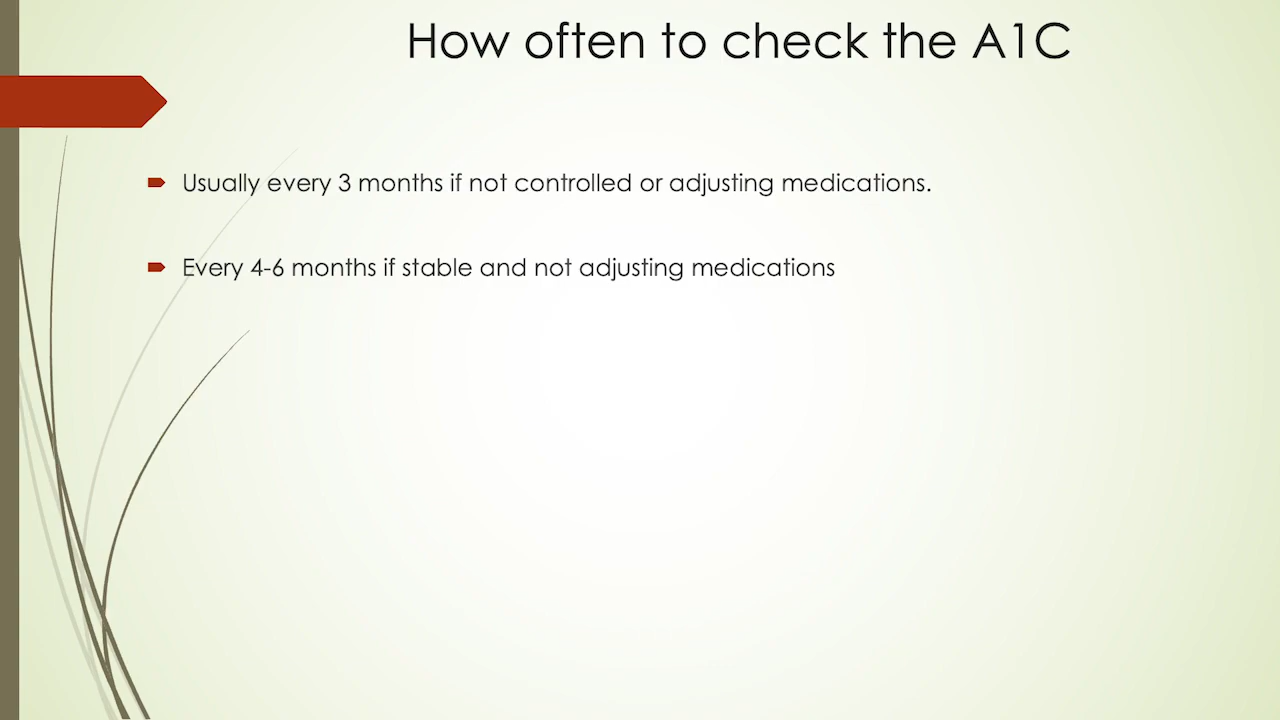 How often to check the A1C
Usually every 3 months if not controlled or adjusting medications.
Every 4-6 months if stable and not adjusting medications